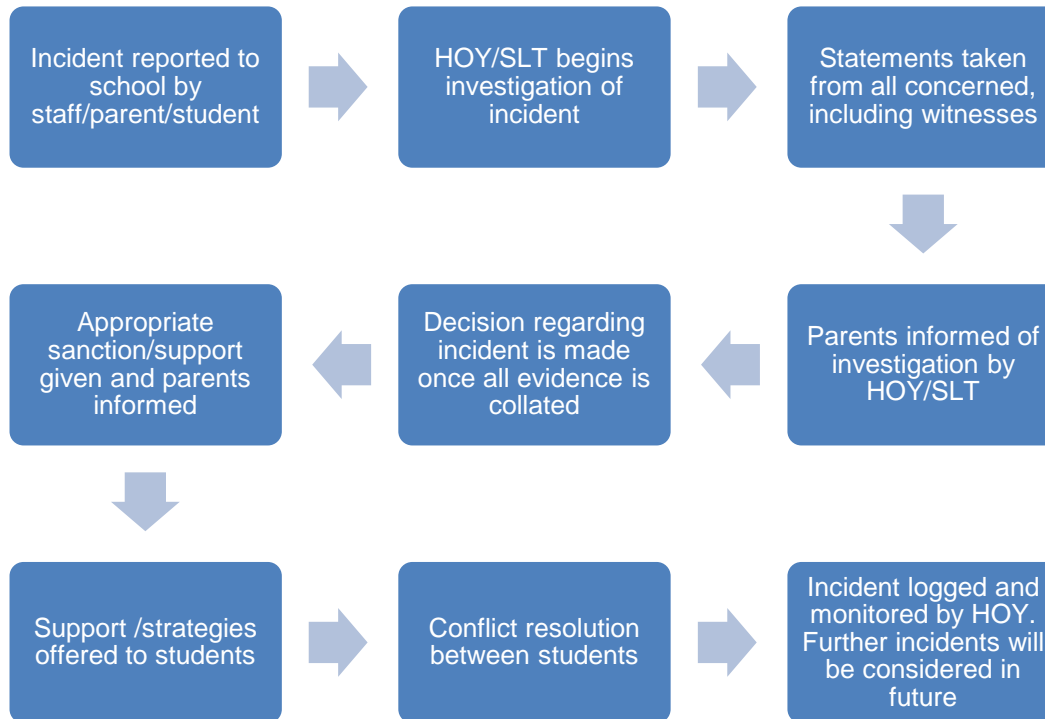 Incident reported to
school by
staff/parent/student
HOY/SLT begins
investigation of
incident
Statements taken
from all concerned,
including witnesses
Parents informed of
investigation by
HOY/SLT
Decision regarding
incident is made
once all evidence is
collated
Appropriate
sanction/support
given and parents
informed
Support /strategies
offered to students
Conflict resolution
between students
Incident logged and
monitored by HOY.
Further incidents will
be considered in
future